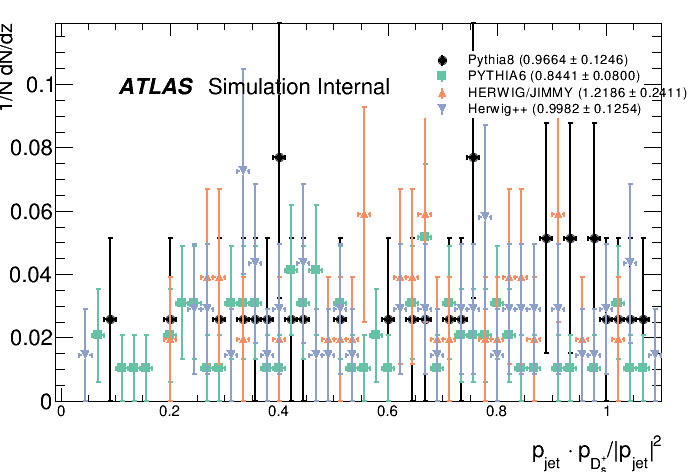 1/N dN/dz
ATLAS Simulation Internal
Pythia8 (0.9664 ± 0.1246)
PYTHIA6 (0.8441 ± 0.0800)
HERWIG/JIMMY (1.2186 ± 0.2411)
Herwig++ (0.9982 ± 0.1254)
0.1
0.08
0.06
0.04
0.02
0
0 0.2 0.4 0.6 0.8 1
p_jet · p_{D_s^+}/|p_jet|^2